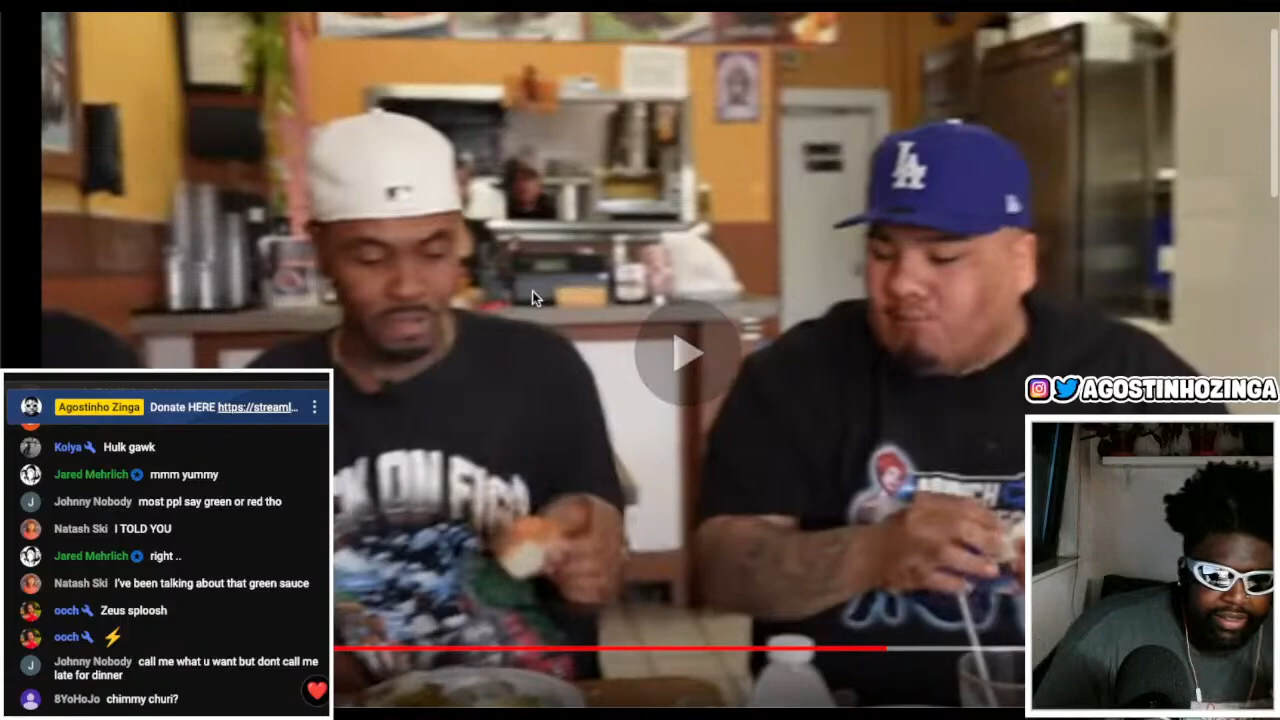 LA
ON
AGOSTINHOZINGA
Agostinho Zinga Donate HERE https://streaml...
Kolya Hulk gawk
Jared Mehrlich mmm yummy
Johnny Nobody most ppl say green or red tho
Natash Ski I TOLD YOU
Jared Mehrlich right ..
Natash Ski I've been talking about that green sauce
ooch Zeus sploosh
ooch ⚡
Johnny Nobody call me what u want but dont call me
late for dinner
8YoHoJo chimmy churi?
J
J